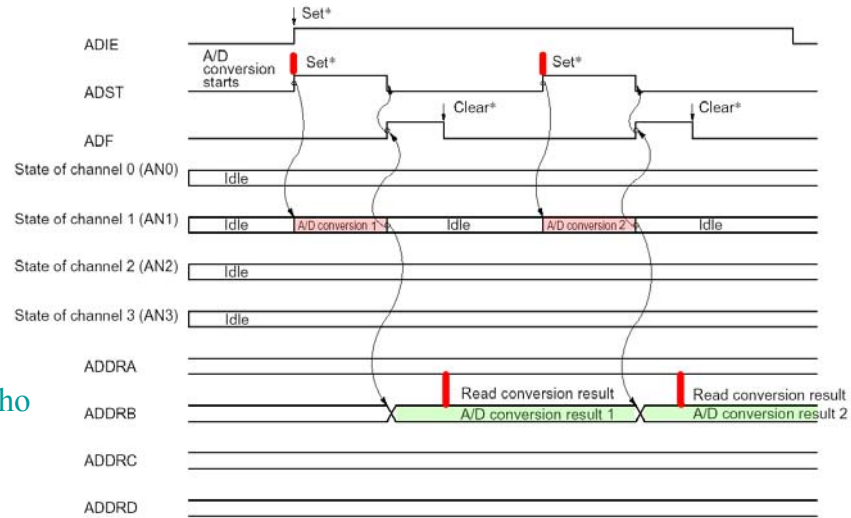 Set*
ADIE
A/D
conversion
starts
Set*
Set*
ADST
Clear*
Clear*
ADF
State of channel 0 (AN0)
Idle
State of channel 1 (AN1)
Idle
A/D conversion 1
Idle
A/D conversion 2
Idle
State of channel 2 (AN2)
Idle
State of channel 3 (AN3)
Idle
ADDRA
ho
Read conversion result
Read conversion result
ADDRB
A/D conversion result 1
A/D conversion result 2
ADDRC
ADDRD